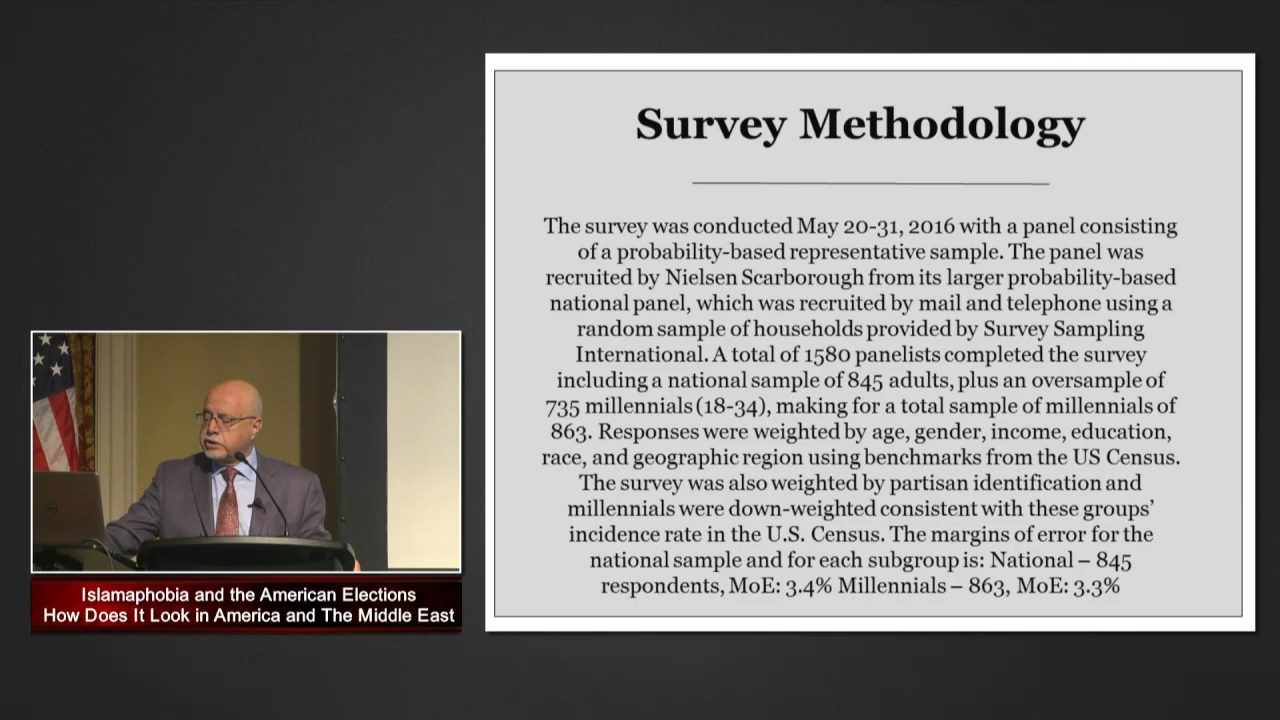 Survey Methodology
The survey was conducted May 20-31, 2016 with a panel consisting
of a probability-based representative sample. The panel was
recruited by Nielsen Scarborough from its larger probability-based
national panel, which was recruited by mail and telephone using a
random sample of households provided by Survey Sampling
International. A total of 1580 panelists completed the survey
including a national sample of 845 adults, plus an oversample of
735 millennials (18-34), making for a total sample of millennials of
863. Responses were weighted by age, gender, income, education,
race, and geographic region using benchmarks from the US Census.
The survey was also weighted by partisan identification and
millennials were down-weighted consistent with these groups’
incidence rate in the U.S. Census. The margins of error for the
national sample and for each subgroup is: National – 845
respondents, MoE: 3.4% Millennials – 863, MoE: 3.3%
Islamaphobia and the American Elections
How Does It Look in America and The Middle East